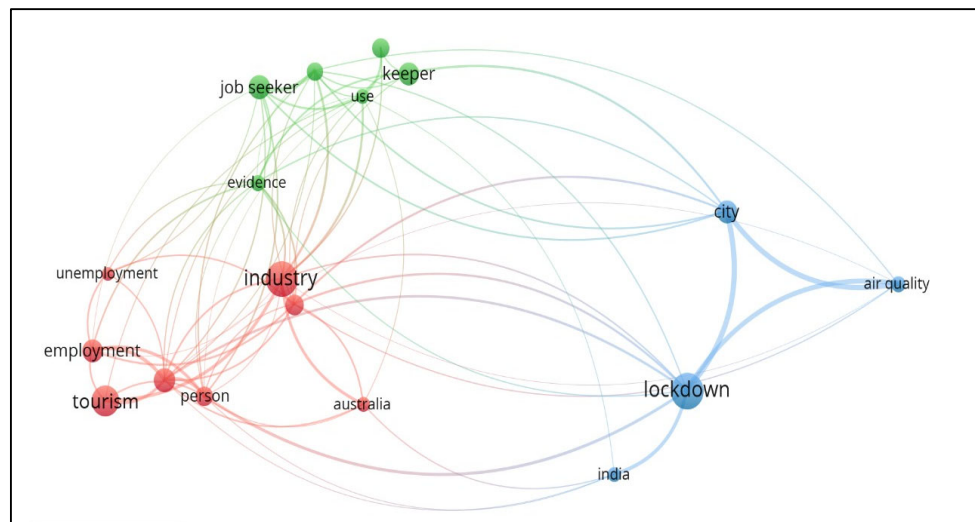 keeper
job seeker
use
evidence
city
unemployment
industry
air quality
employment
lockdown
person
tourism
australia
india